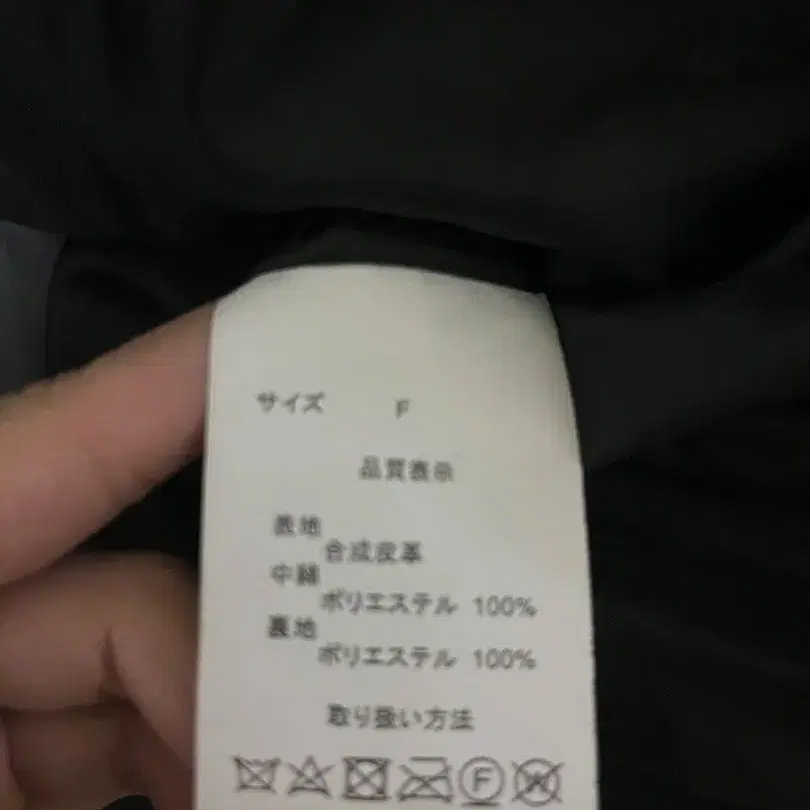 サイズ F
品質表示
表地
合成皮革
中綿
ポリエステル 100%
裏地
ポリエステル 100%
取り扱い方法
F W